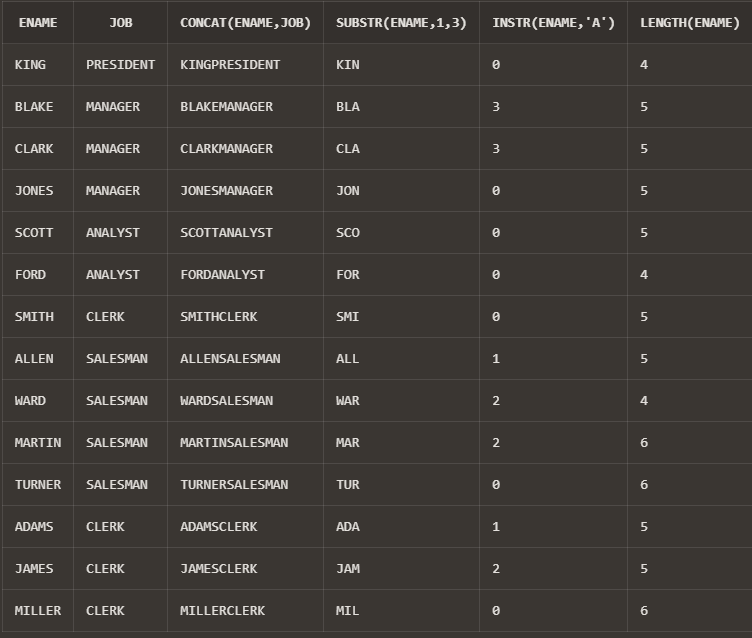 ENAME JOB CONCAT(ENAME,JOB) SUBSTR(ENAME,1,3) INSTR(ENAME,'A') LENGTH(ENAME)
KING PRESIDENT KINGPRESIDENT KIN 0 4
BLAKE MANAGER BLAKEMANAGER BLA 3 5
CLARK MANAGER CLARKMANAGER CLA 3 5
JONES MANAGER JONESMANAGER JON 0 5
SCOTT ANALYST SCOTTANALYST SCO 0 5
FORD ANALYST FORDANALYST FOR 0 4
SMITH CLERK SMITHCLERK SMI 0 5
ALLEN SALESMAN ALLENSALESMAN ALL 1 5
WARD SALESMAN WARDSALESMAN WAR 2 4
MARTIN SALESMAN MARTINSALESMAN MAR 2 6
TURNER SALESMAN TURNERSALESMAN TUR 0 6
ADAMS CLERK ADAMSCLERK ADA 1 5
JAMES CLERK JAMESCLERK JAM 2 5
MILLER CLERK MILLERCLERK MIL 0 6